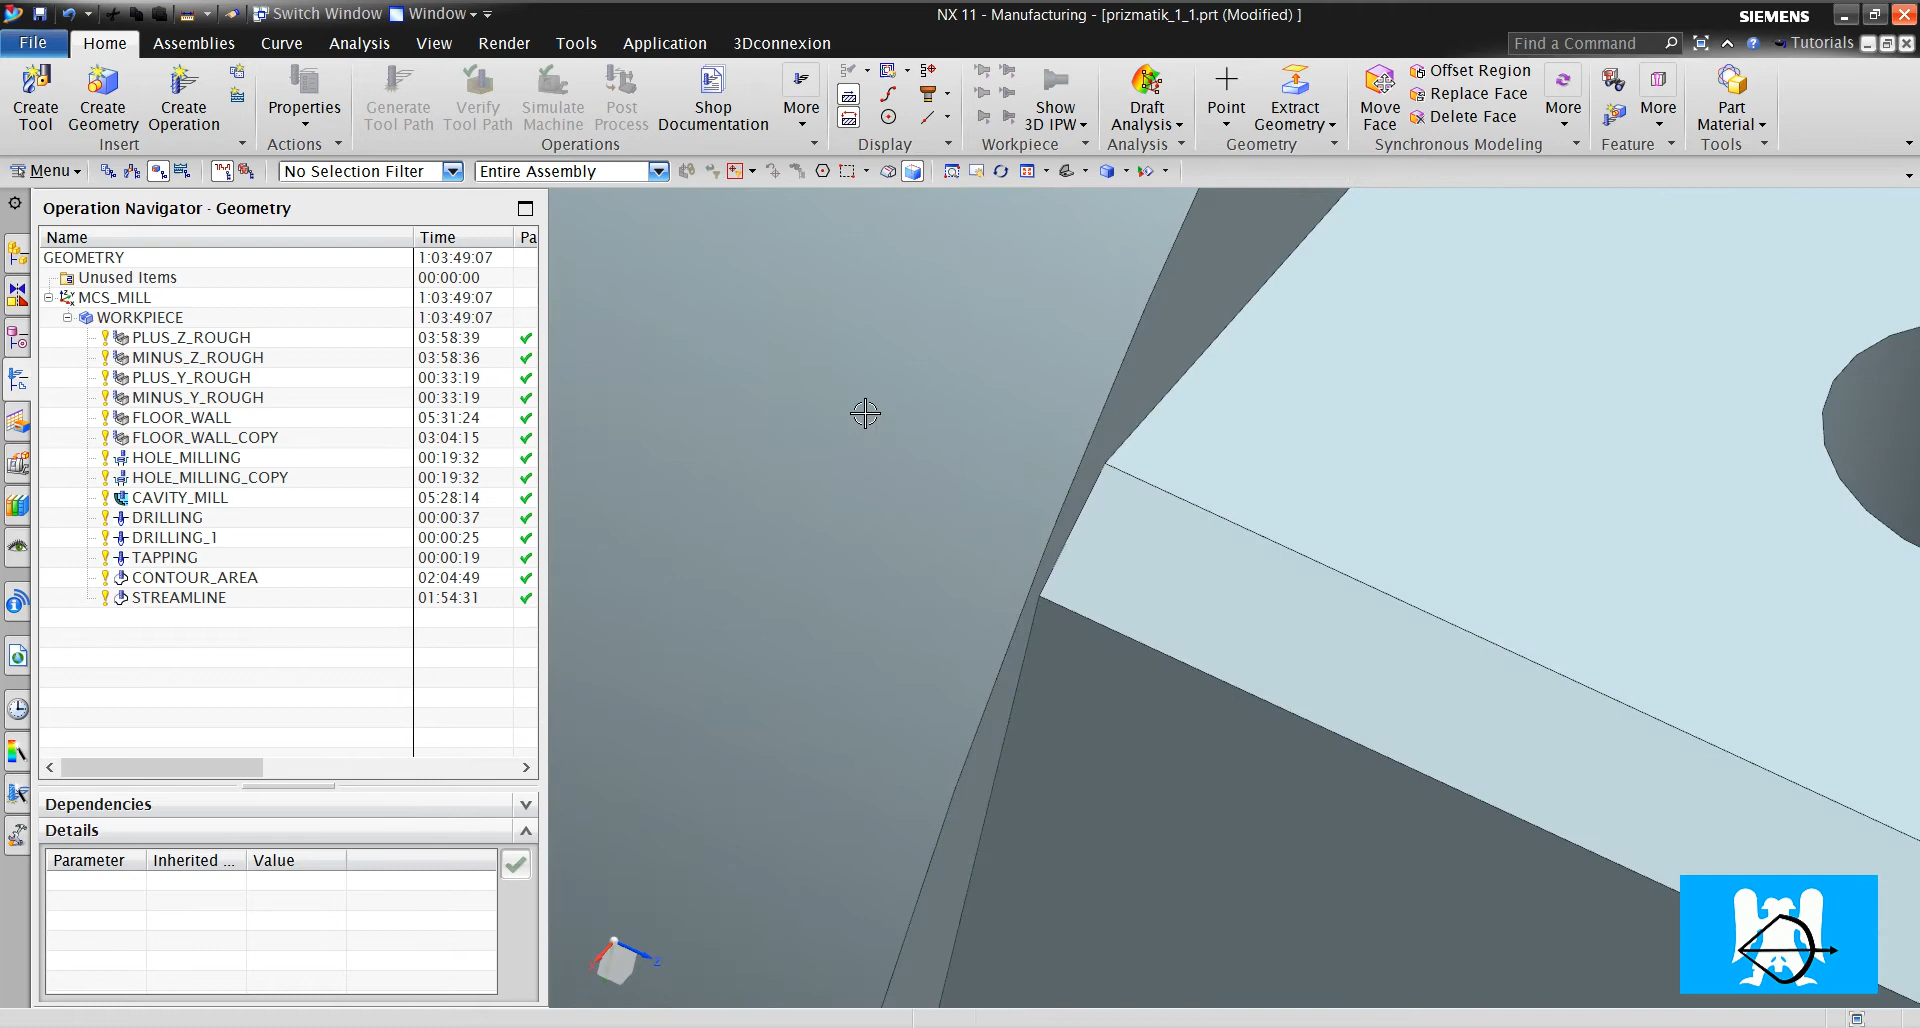 Switch Window Window NX 11 - Manufacturing - [prizmatik_1_1.prt (Modified) ] SIEMENS
File Home Assemblies Curve Analysis View Render Tools Application 3Dconnexion Find a Command Tutorials
Create Tool Create Geometry Create Operation Properties Generate Tool Path Verify Tool Path Simulate Machine Post Process Shop Documentation More Show 3D IPW Draft Analysis Point Extract Geometry Move Face Offset Region Replace Face Delete Face More More Part Material
Insert Actions Operations Display Workpiece Analysis Geometry Synchronous Modeling Feature Tools
Menu No Selection Filter Entire Assembly
Operation Navigator - Geometry
Name Time Pa
GEOMETRY 1:03:49:07
Unused Items 00:00:00
MCS_MILL 1:03:49:07
WORKPIECE 1:03:49:07
PLUS_Z_ROUGH 03:58:39
MINUS_Z_ROUGH 03:58:36
PLUS_Y_ROUGH 00:33:19
MINUS_Y_ROUGH 00:33:19
FLOOR_WALL 05:31:24
FLOOR_WALL_COPY 03:04:15
HOLE_MILLING 00:19:32
HOLE_MILLING_COPY 00:19:32
CAVITY_MILL 05:28:14
DRILLING 00:00:37
DRILLING_1 00:00:25
TAPPING 00:00:19
CONTOUR_AREA 02:04:49
STREAMLINE 01:54:31
Dependencies
Details
Parameter Inherited ... Value